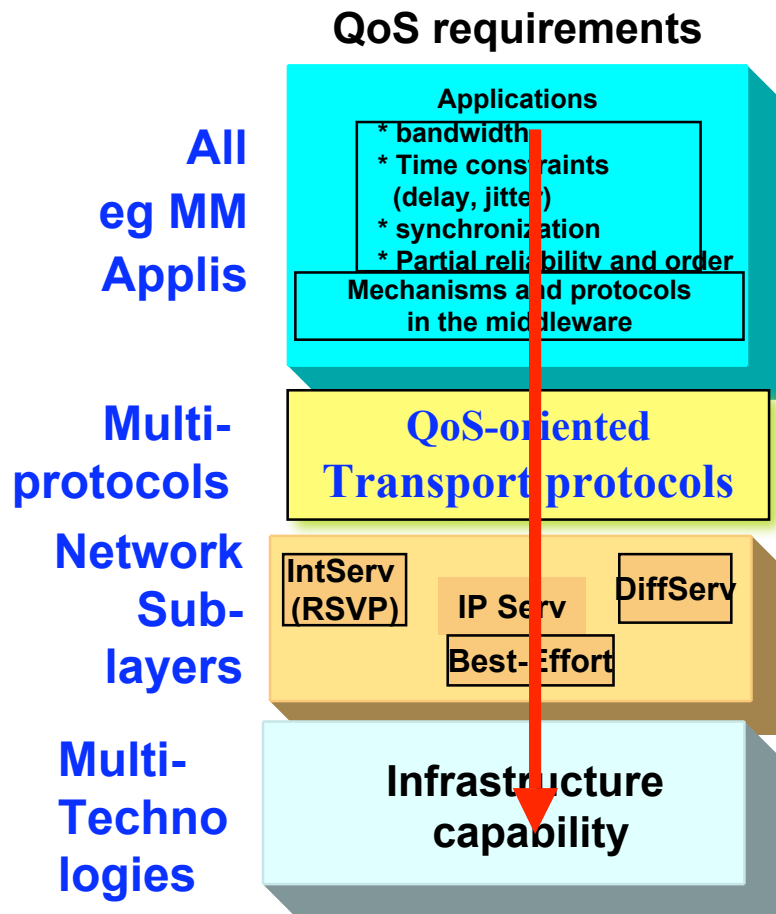 QoS requirements
Applications
* bandwidth
* Time constraints
(delay, jitter)
* synchronization
* Partial reliability and order
Mechanisms and protocols
in the middleware
All
eg MM
Applis
Multi-
protocols
QoS-oriented
Transport protocols
Network
Sub-
layers
IntServ
(RSVP)
IP Serv
DiffServ
Best-Effort
Multi-
Techno
logies
Infrastructure
capability